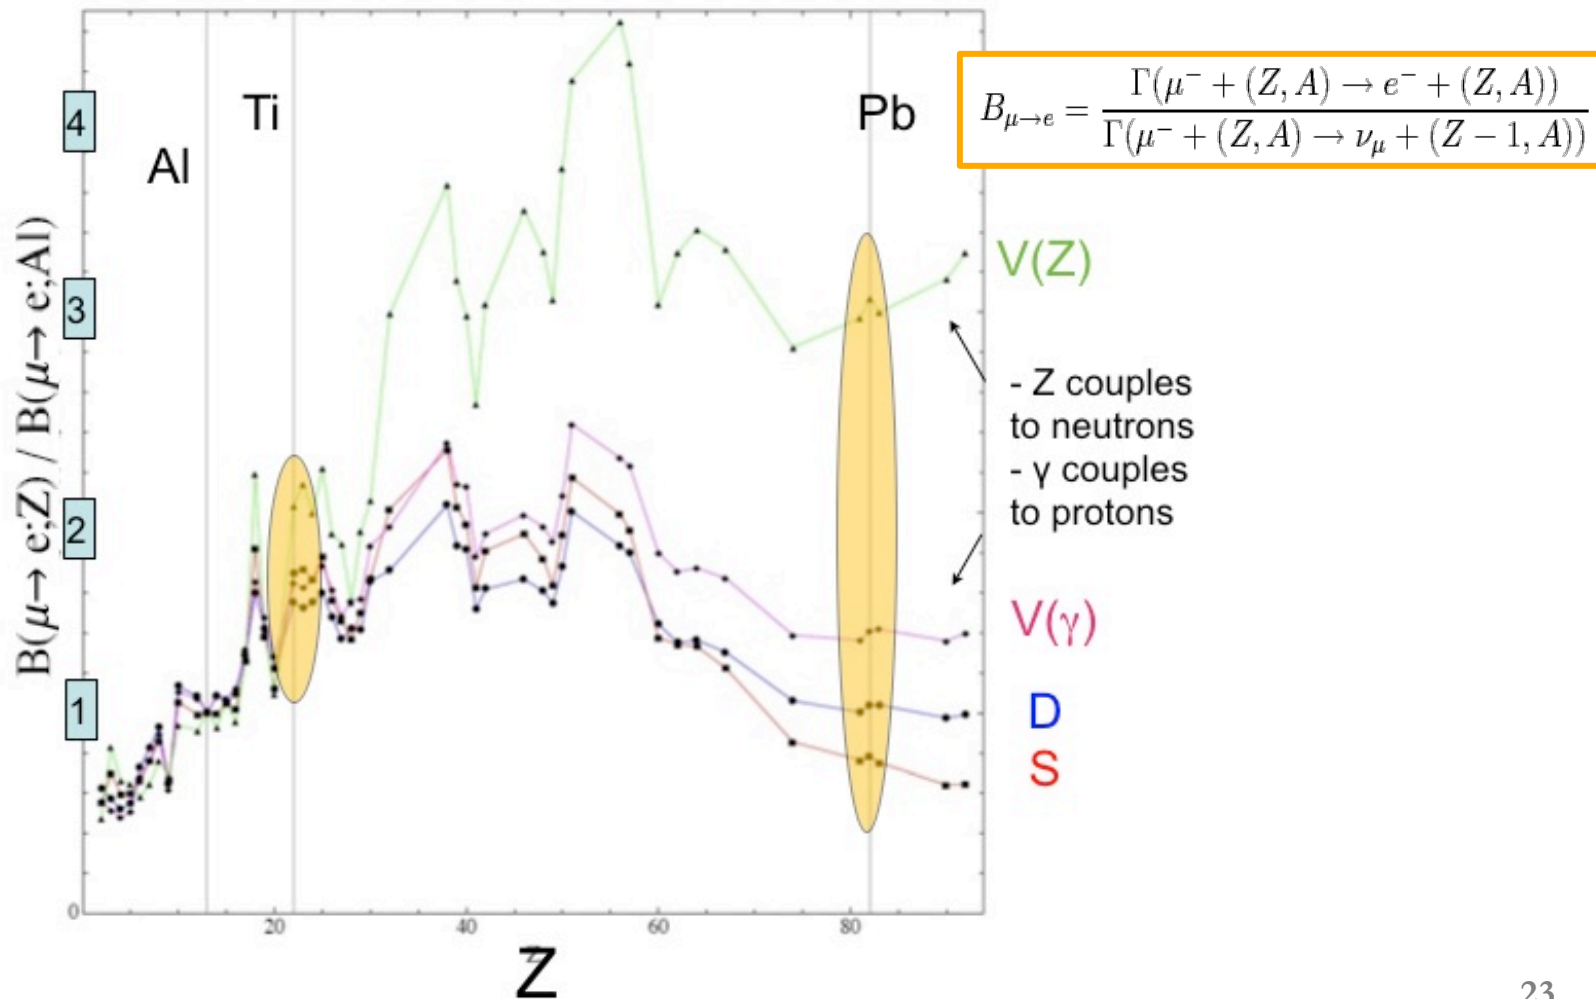 B(μ→ e;Z) / B(μ→ e;Al)
4
3
2
1
0
20
40
60
80
Z
Z
Al
Ti
Pb
B_{μ→e} = Γ(μ⁻ + (Z, A) → e⁻ + (Z, A))
Γ(μ⁻ + (Z, A) → ν_μ + (Z − 1, A))
V(Z)
- Z couples
to neutrons
- γ couples
to protons
V(γ)
D
S
23